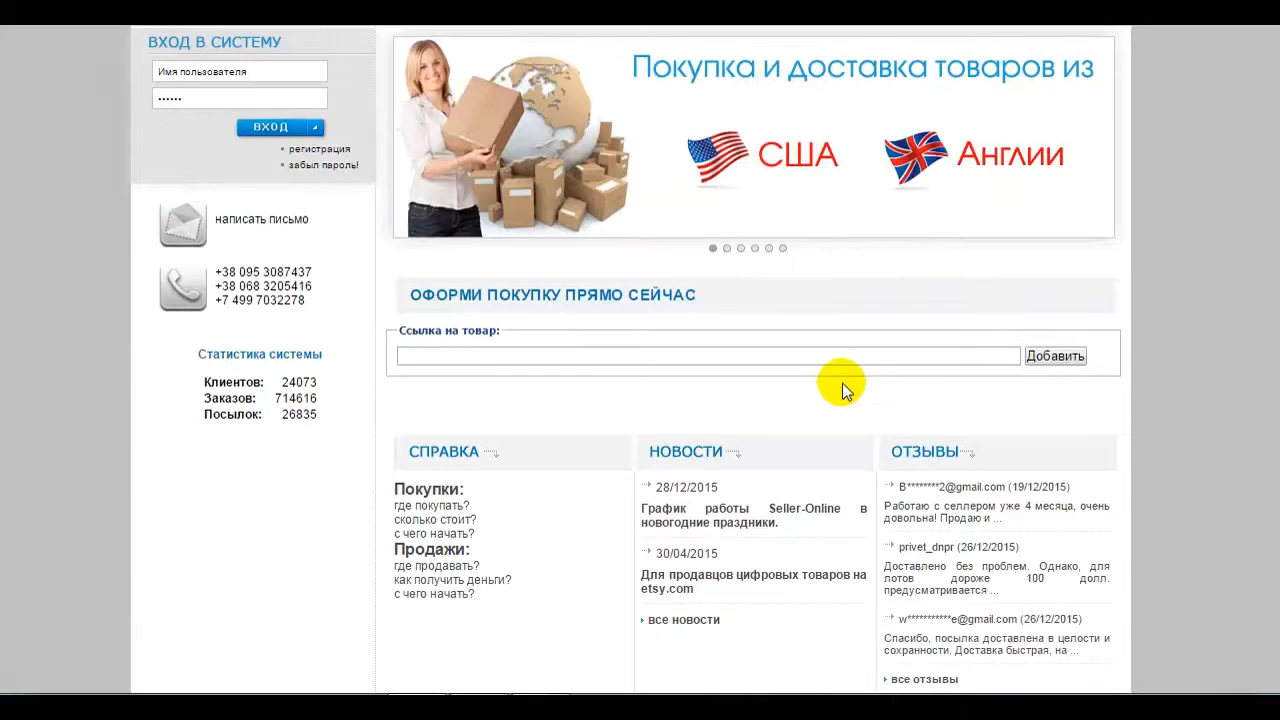 ВХОД В СИСТЕМУ
Имя пользователя
••••••
ВХОД
регистрация
забыл пароль!
написать письмо
+38 095 3087437
+38 068 3205416
+7 499 7032278
Статистика системы
Клиентов: 24073
Заказов: 714616
Посылок: 26835
Покупка и доставка товаров из
США
Англии
ОФОРМИ ПОКУПКУ ПРЯМО СЕЙЧАС
Ссылка на товар:
Добавить
СПРАВКА
Покупки:
где покупать?
сколько стоит?
с чего начать?
Продажи:
где продавать?
как получить деньги?
с чего начать?
НОВОСТИ
28/12/2015
График работы Seller-Online в
новогодние праздники.
30/04/2015
Для продавцов цифровых товаров на
etsy.com
все новости
ОТЗЫВЫ
B********2@gmail.com (19/12/2015)
Работаю с селлером уже 4 месяца, очень
довольна! Продаю и ...
privet_dnpr (26/12/2015)
Доставлено без проблем. Однако, для
лотов дороже 100 долл.
предусматривается ...
w***********e@gmail.com (26/12/2015)
Спасибо, посылка доставлена в целости и
сохранности. Доставка быстрая, на ...
все отзывы